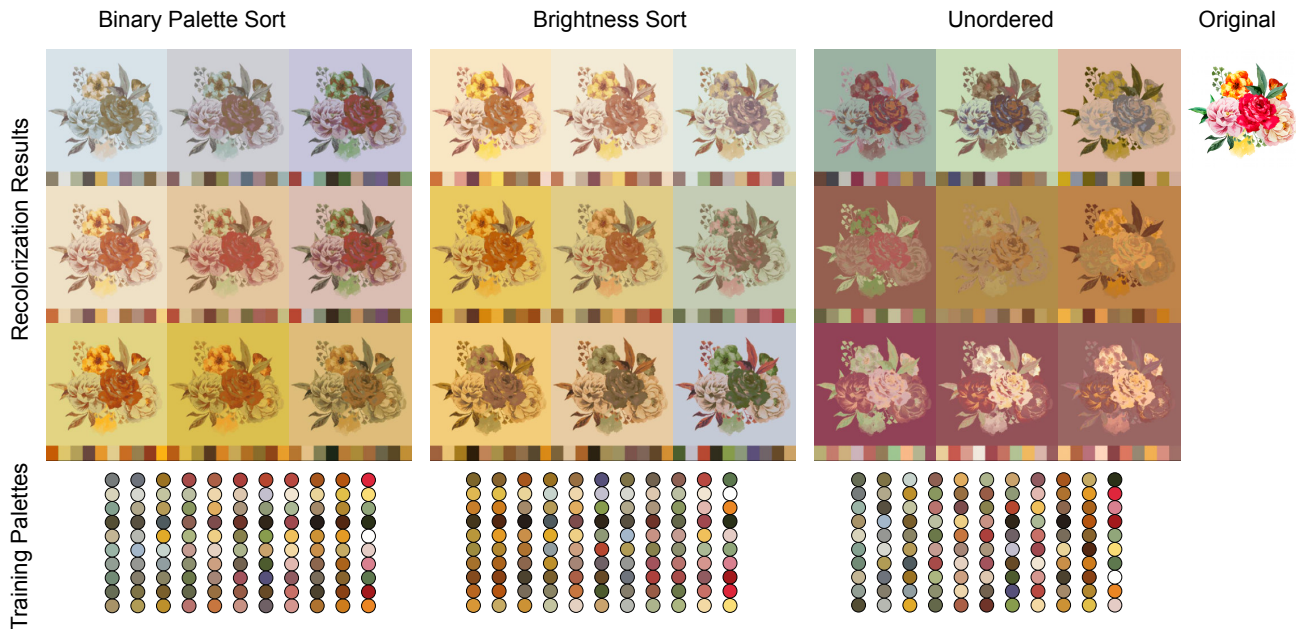 Binary Palette Sort
Brightness Sort
Unordered
Original
Recolorization Results
Training Palettes